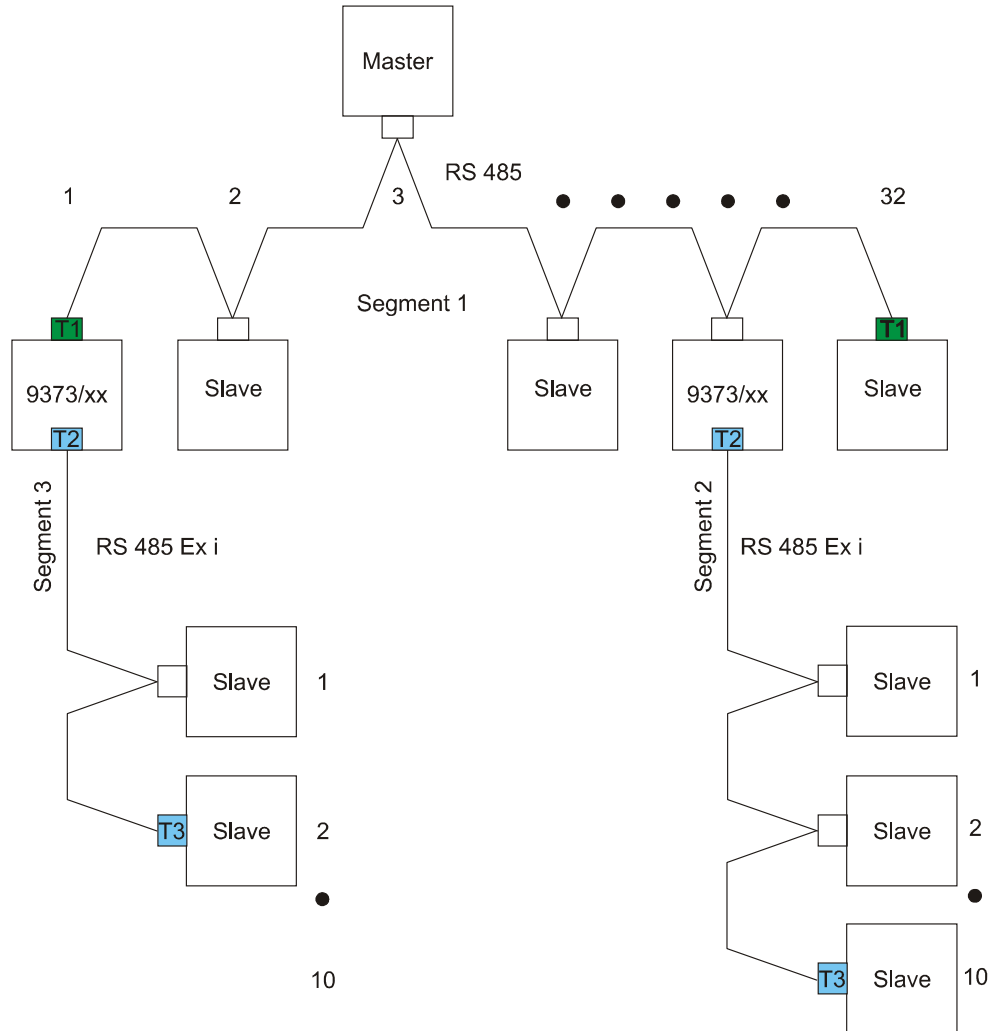 Master
RS 485
1
2
3
32
Segment 1
T1
T1
9373/xx
Slave
Slave
9373/xx
Slave
T2
T2
Segment 3
RS 485 Ex i
Segment 2
RS 485 Ex i
Slave
1
Slave
1
T3
Slave
2
Slave
2
10
T3
Slave
10